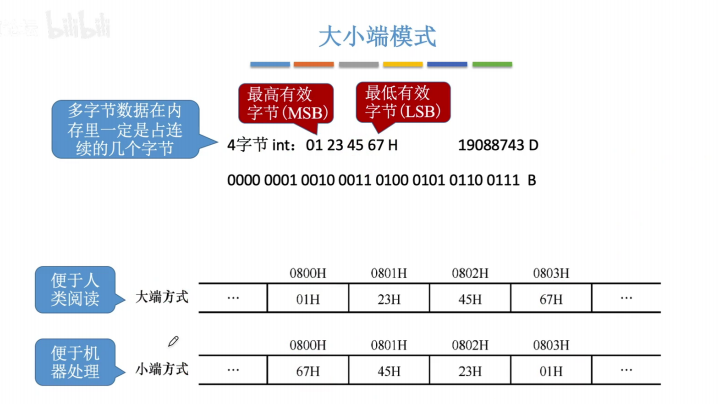 bilibili
大小端模式
最高有效
字节(MSB)
最低有效
字节(LSB)
多字节数据在内
存里一定是占连
续的几个字节
4字节 int：01 23 45 67 H 19088743 D
0000 0001 0010 0011 0100 0101 0110 0111 B
便于人
类阅读
0800H 0801H 0802H 0803H
大端方式 … 01H 23H 45H 67H …
便于机
器处理
0800H 0801H 0802H 0803H
小端方式 … 67H 45H 23H 01H …